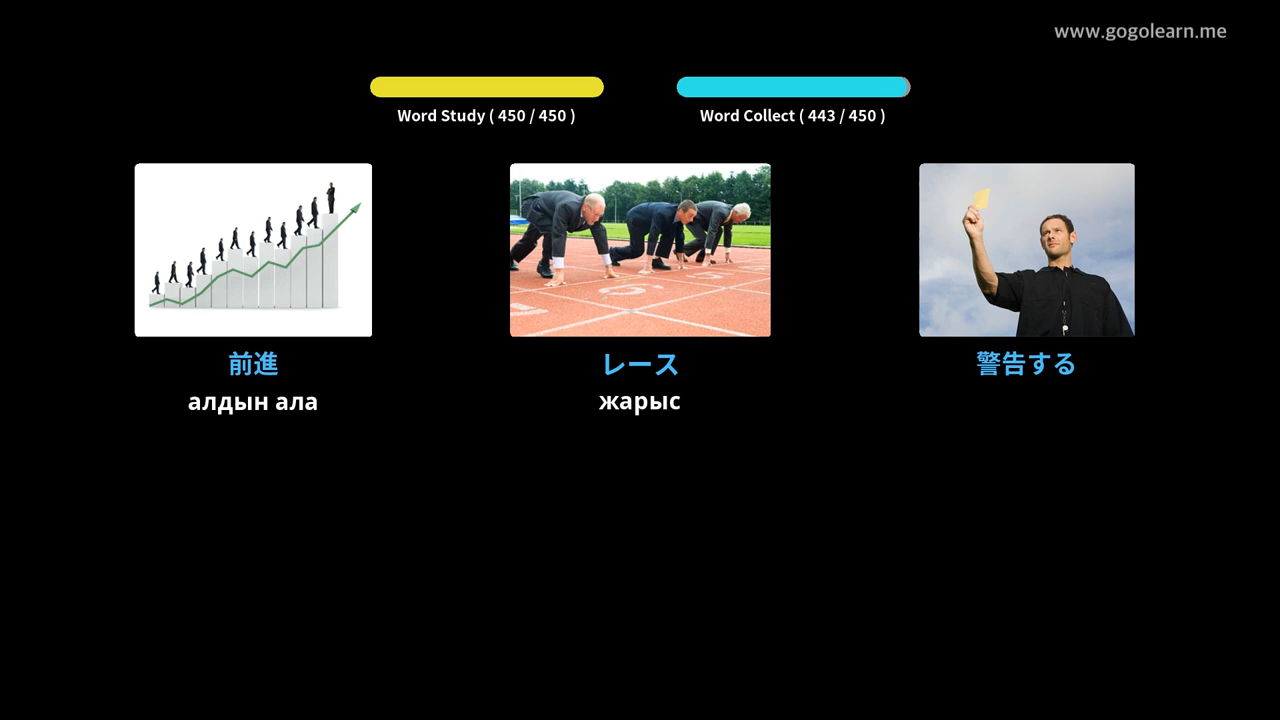 www.gogolearn.me
Word Study ( 450 / 450 )
Word Collect ( 443 / 450 )
前進
レース
警告する
алдын ала
жарыс